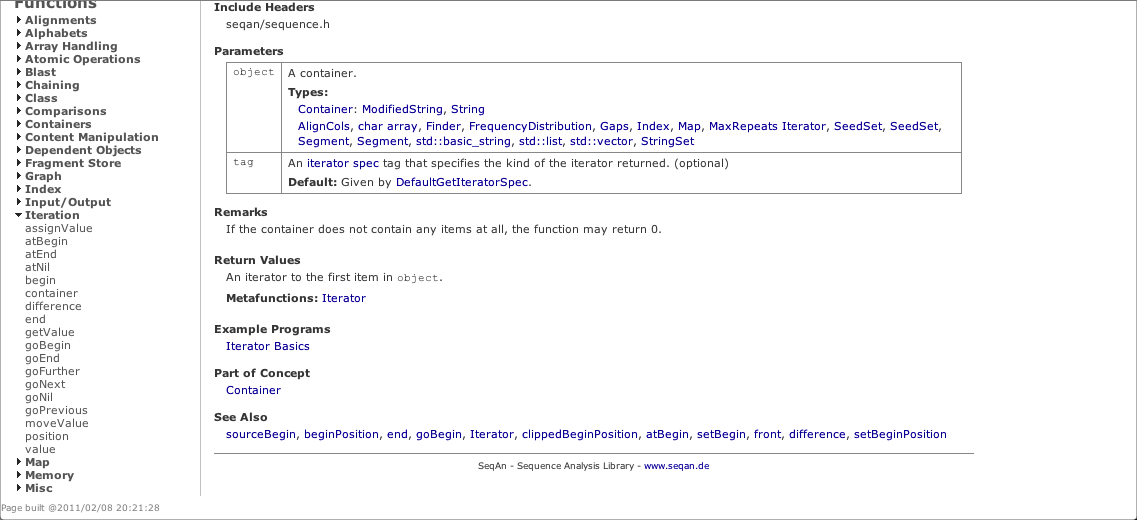 Functions
Alignments
Alphabets
Array Handling
Atomic Operations
Blast
Chaining
Class
Comparisons
Containers
Content Manipulation
Dependent Objects
Fragment Store
Graph
Index
Input/Output
Iteration
assignValue
atBegin
atEnd
atNil
begin
container
difference
end
getValue
goBegin
goEnd
goFurther
goNext
goNil
goPrevious
moveValue
position
value
Map
Memory
Misc
Page built @2011/02/08 20:21:28
Include Headers
seqan/sequence.h
Parameters
object A container.
Types:
Container: ModifiedString, String
AlignCols, char array, Finder, FrequencyDistribution, Gaps, Index, Map, MaxRepeats Iterator, SeedSet, SeedSet,
Segment, Segment, std::basic_string, std::list, std::vector, StringSet
tag An iterator spec tag that specifies the kind of the iterator returned. (optional)
Default: Given by DefaultGetIteratorSpec.
Remarks
If the container does not contain any items at all, the function may return 0.
Return Values
An iterator to the first item in object.
Metafunctions: Iterator
Example Programs
Iterator Basics
Part of Concept
Container
See Also
sourceBegin, beginPosition, end, goBegin, Iterator, clippedBeginPosition, atBegin, setBegin, front, difference, setBeginPosition
SeqAn - Sequence Analysis Library - www.seqan.de